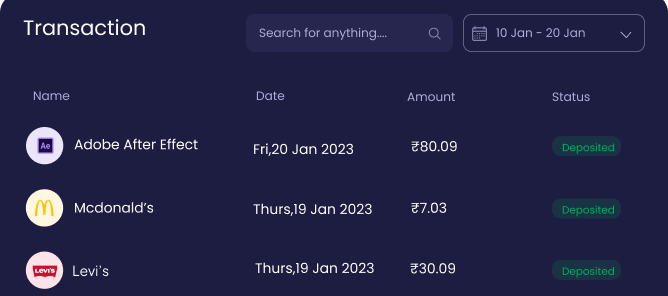 Transaction
Search for anything....
10 Jan - 20 Jan
Name Date Amount Status
Ae Adobe After Effect Fri,20 Jan 2023 ₹80.09 Deposited
Mcdonald’s Thurs,19 Jan 2023 ₹7.03 Deposited
Levi's Levi's Thurs,19 Jan 2023 ₹30.09 Deposited